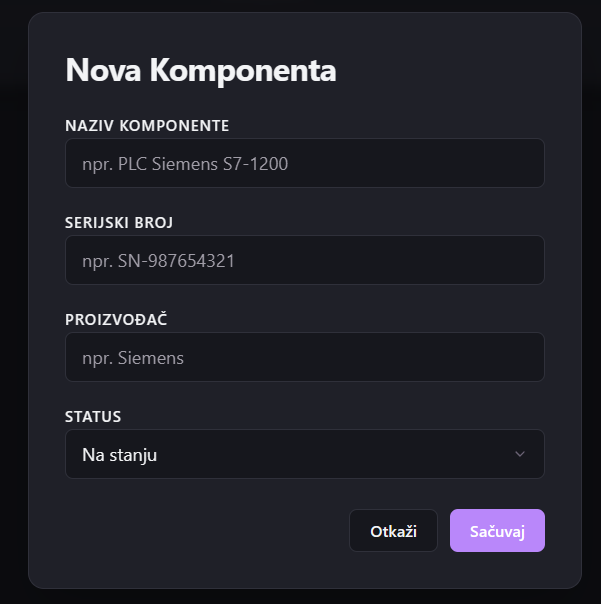 Nova Komponenta
NAZIV KOMPONENTE
npr. PLC Siemens S7-1200
SERIJSKI BROJ
npr. SN-987654321
PROIZVOĐAČ
npr. Siemens
STATUS
Na stanju
Otkaži
Sačuvaj